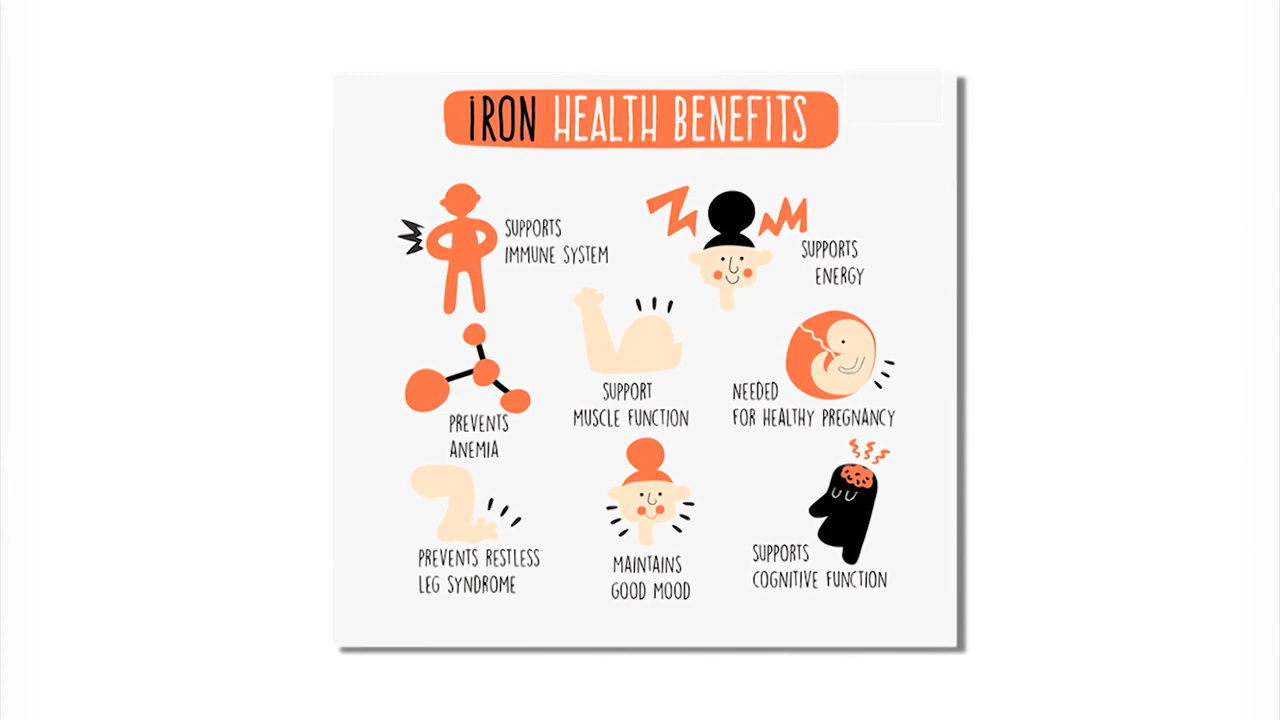 IRON HEALTH BENEFITS
SUPPORTS
IMMUNE SYSTEM
SUPPORTS
ENERGY
PREVENTS
ANEMIA
SUPPORT
MUSCLE FUNCTION
NEEDED
FOR HEALTHY PREGNANCY
PREVENTS RESTLESS
LEG SYNDROME
MAINTAINS
GOOD MOOD
SUPPORTS
COGNITIVE FUNCTION